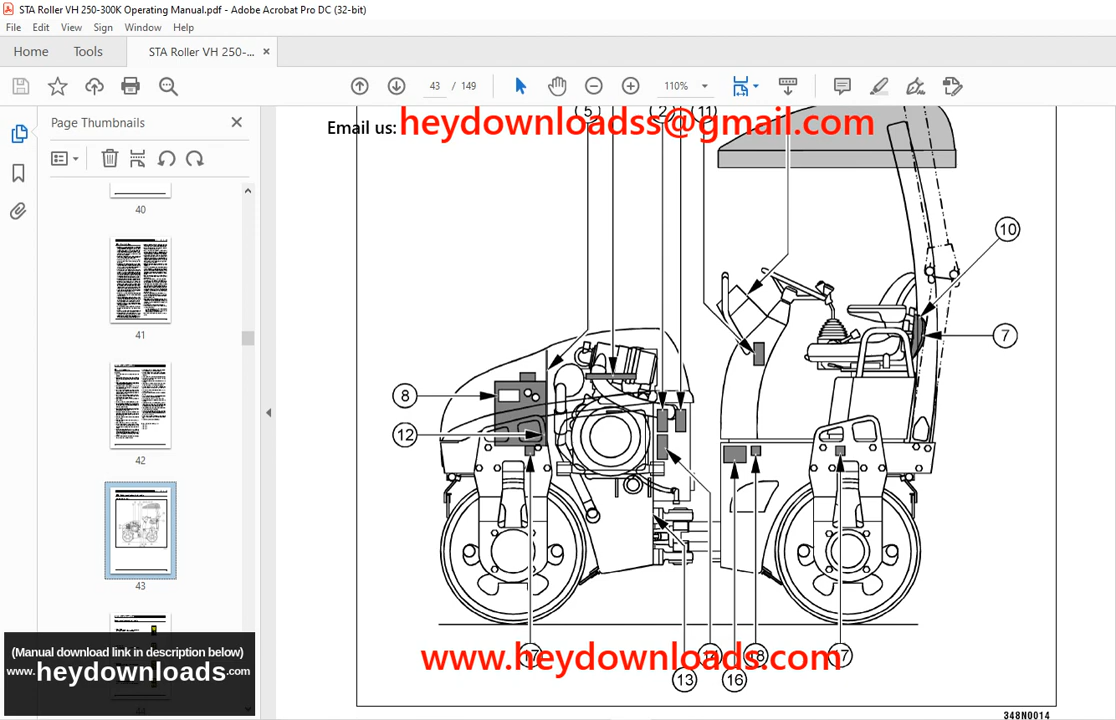 STA Roller VH 250-300K Operating Manual.pdf - Adobe Acrobat Pro DC (32-bit)
File Edit View Sign Window Help
Home Tools STA Roller VH 250-... ×
43 / 149 110%
Page Thumbnails
40
41
42
43
Email us: heydownloadss@gmail.com
5 2 11
10
7
8
12
17 18 17
13 16
www.heydownloads.com
348N0014
(Manual download link in description below)
www.heydownloads.com